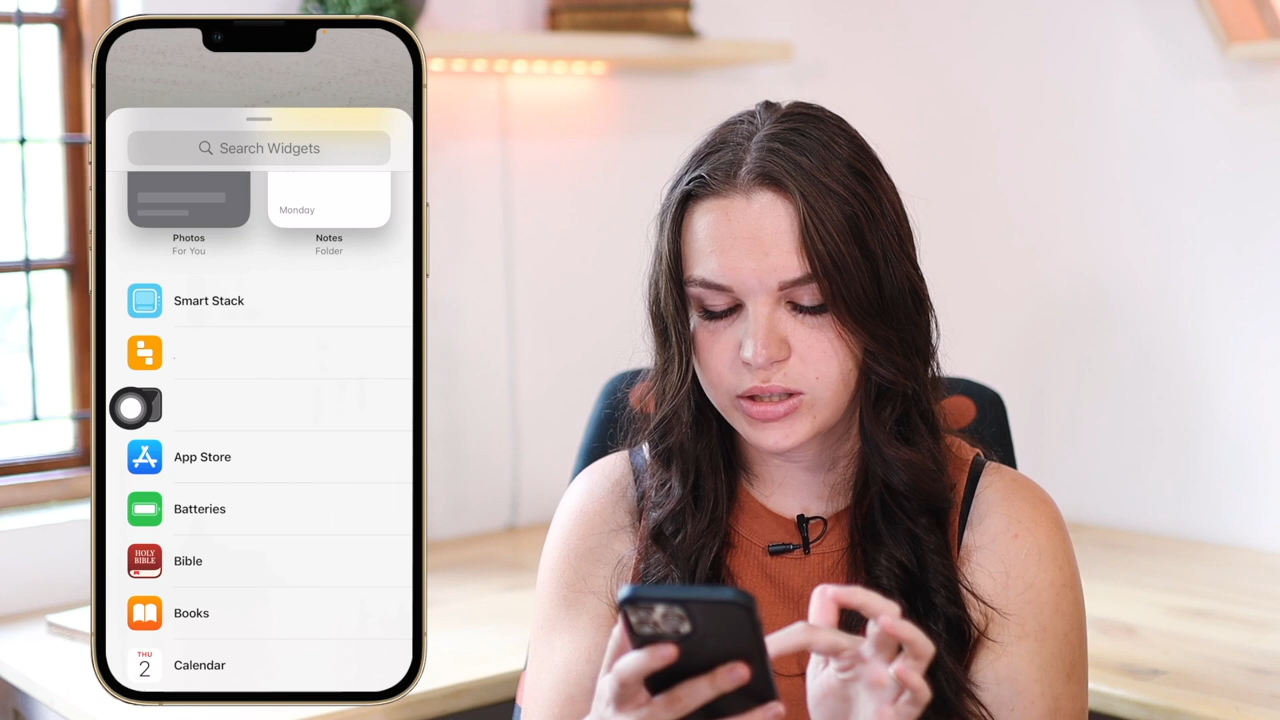 Search Widgets
Monday
Photos
For You
Notes
Folder
Smart Stack
.
App Store
Batteries
HOLY
BIBLE
Bible
Books
THU
2
Calendar